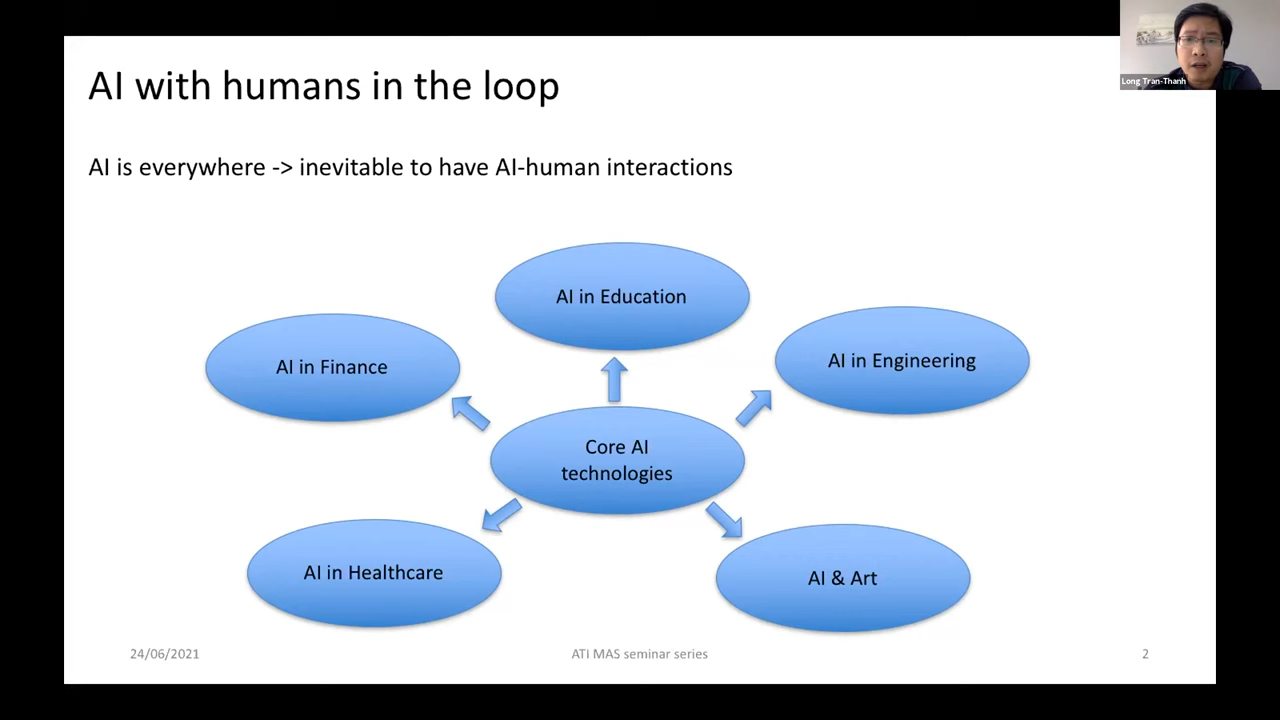 AI with humans in the loop
Long Tran-Thanh
AI is everywhere -> inevitable to have AI-human interactions
AI in Education
AI in Finance
AI in Engineering
Core AI
technologies
AI in Healthcare
AI & Art
24/06/2021
ATI MAS seminar series
2